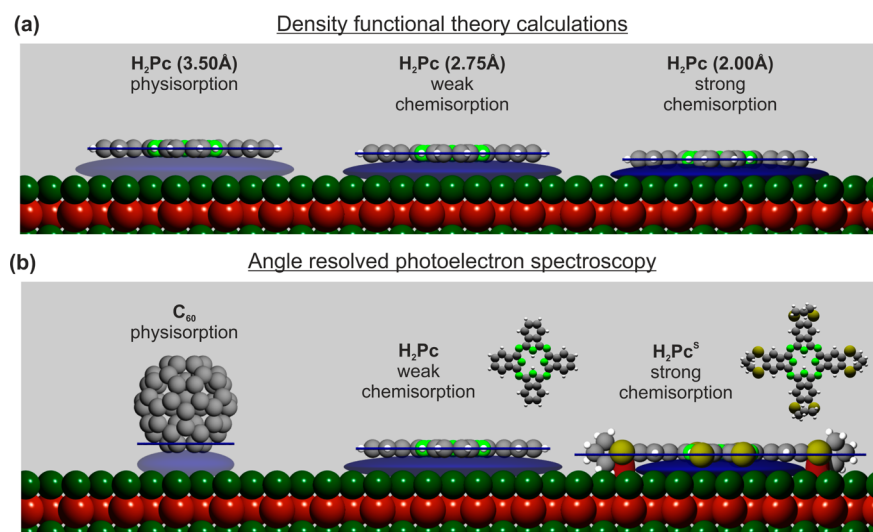 (a)
Density functional theory calculations
H₂Pc (3.50Å)
physisorption
H₂Pc (2.75Å)
weak
chemisorption
H₂Pc (2.00Å)
strong
chemisorption
(b)
Angle resolved photoelectron spectroscopy
C₆₀
physisorption
H₂Pc
weak
chemisorption
H₂Pcˢ
strong
chemisorption